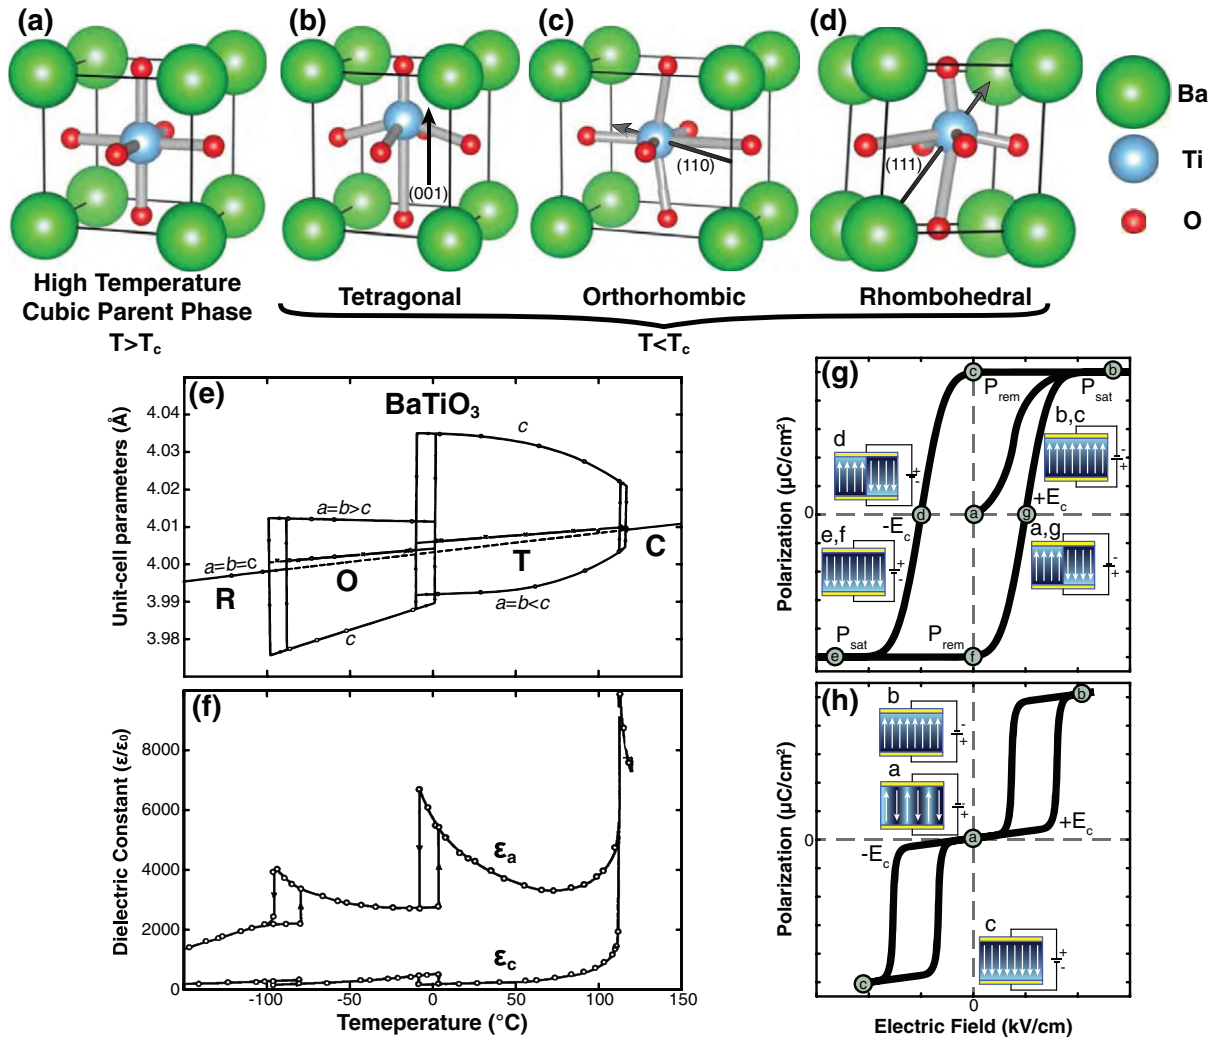 (a)
(b)
(c)
(d)
(001)
(110)
(111)
Ba
Ti
O
High Temperature
Cubic Parent Phase
T>Tc
Tetragonal
Orthorhombic
Rhombohedral
T<Tc
(e)
BaTiO3
Unit-cell parameters (Å)
4.04
4.03
4.02
4.01
4.00
3.99
3.98
c
a=b>c
a=b=c
R
O
T
C
c
a=b<c
(f)
Dielectric Constant (ε/ε0)
8000
6000
4000
2000
0
εa
εc
-100
-50
0
50
100
150
Temeperature (°C)
(g)
Polarization (µC/cm²)
0
c
b
Prem
Psat
d
b,c
+
-
-
+
a
d
g
-Ec
+Ec
e,f
a,g
+
-
-
+
Psat
Prem
e
f
(h)
Polarization (µC/cm²)
0
b
b
-
+
a
-
+
a
+Ec
-Ec
c
+
-
c
0
Electric Field (kV/cm)